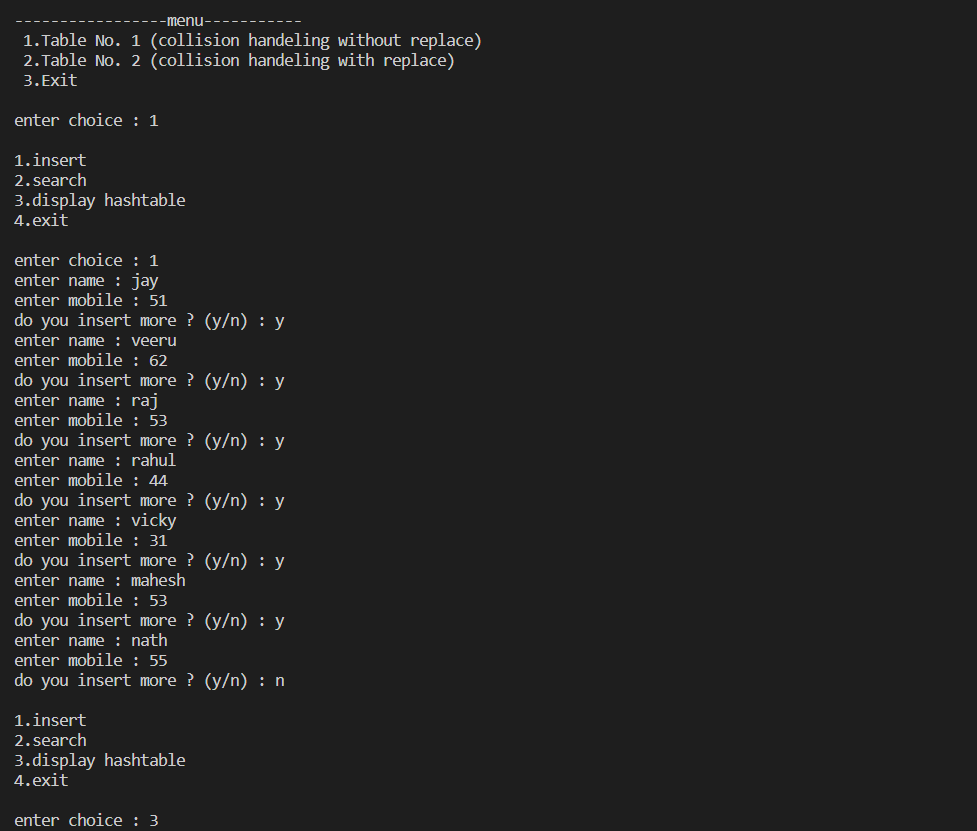 -----------------menu-----------
1.Table No. 1 (collision handeling without replace)
2.Table No. 2 (collision handeling with replace)
3.Exit
enter choice : 1
1.insert
2.search
3.display hashtable
4.exit
enter choice : 1
enter name : jay
enter mobile : 51
do you insert more ? (y/n) : y
enter name : veeru
enter mobile : 62
do you insert more ? (y/n) : y
enter name : raj
enter mobile : 53
do you insert more ? (y/n) : y
enter name : rahul
enter mobile : 44
do you insert more ? (y/n) : y
enter name : vicky
enter mobile : 31
do you insert more ? (y/n) : y
enter name : mahesh
enter mobile : 53
do you insert more ? (y/n) : y
enter name : nath
enter mobile : 55
do you insert more ? (y/n) : n
1.insert
2.search
3.display hashtable
4.exit
enter choice : 3